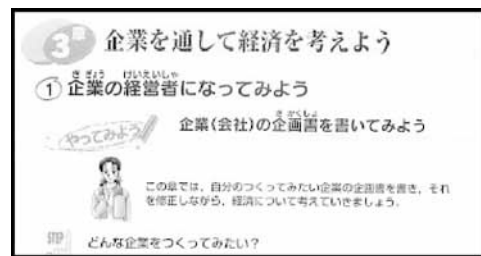 3章 企業を通して経済を考えよう
① 企業の経営者になってみよう
やってみよう 企業(会社)の企画書を書いてみよう
この章では，自分のつくってみたい企業の企画書を書き，それ
を修正しながら，経済について考えていきましょう．
STEP どんな企業をつくってみたい？